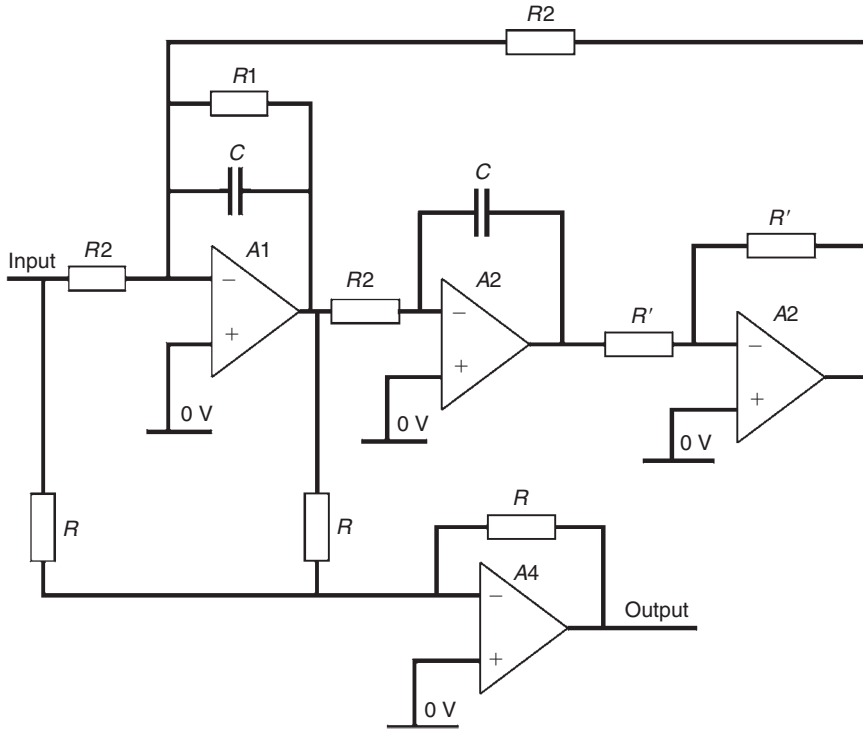 R2
R1
C
C
R2
A1
R′
Input
R2
A2
A2
−
−
R′
−
+
+
+
0 V
0 V
0 V
R
R
R
A4
−
Output
+
0 V